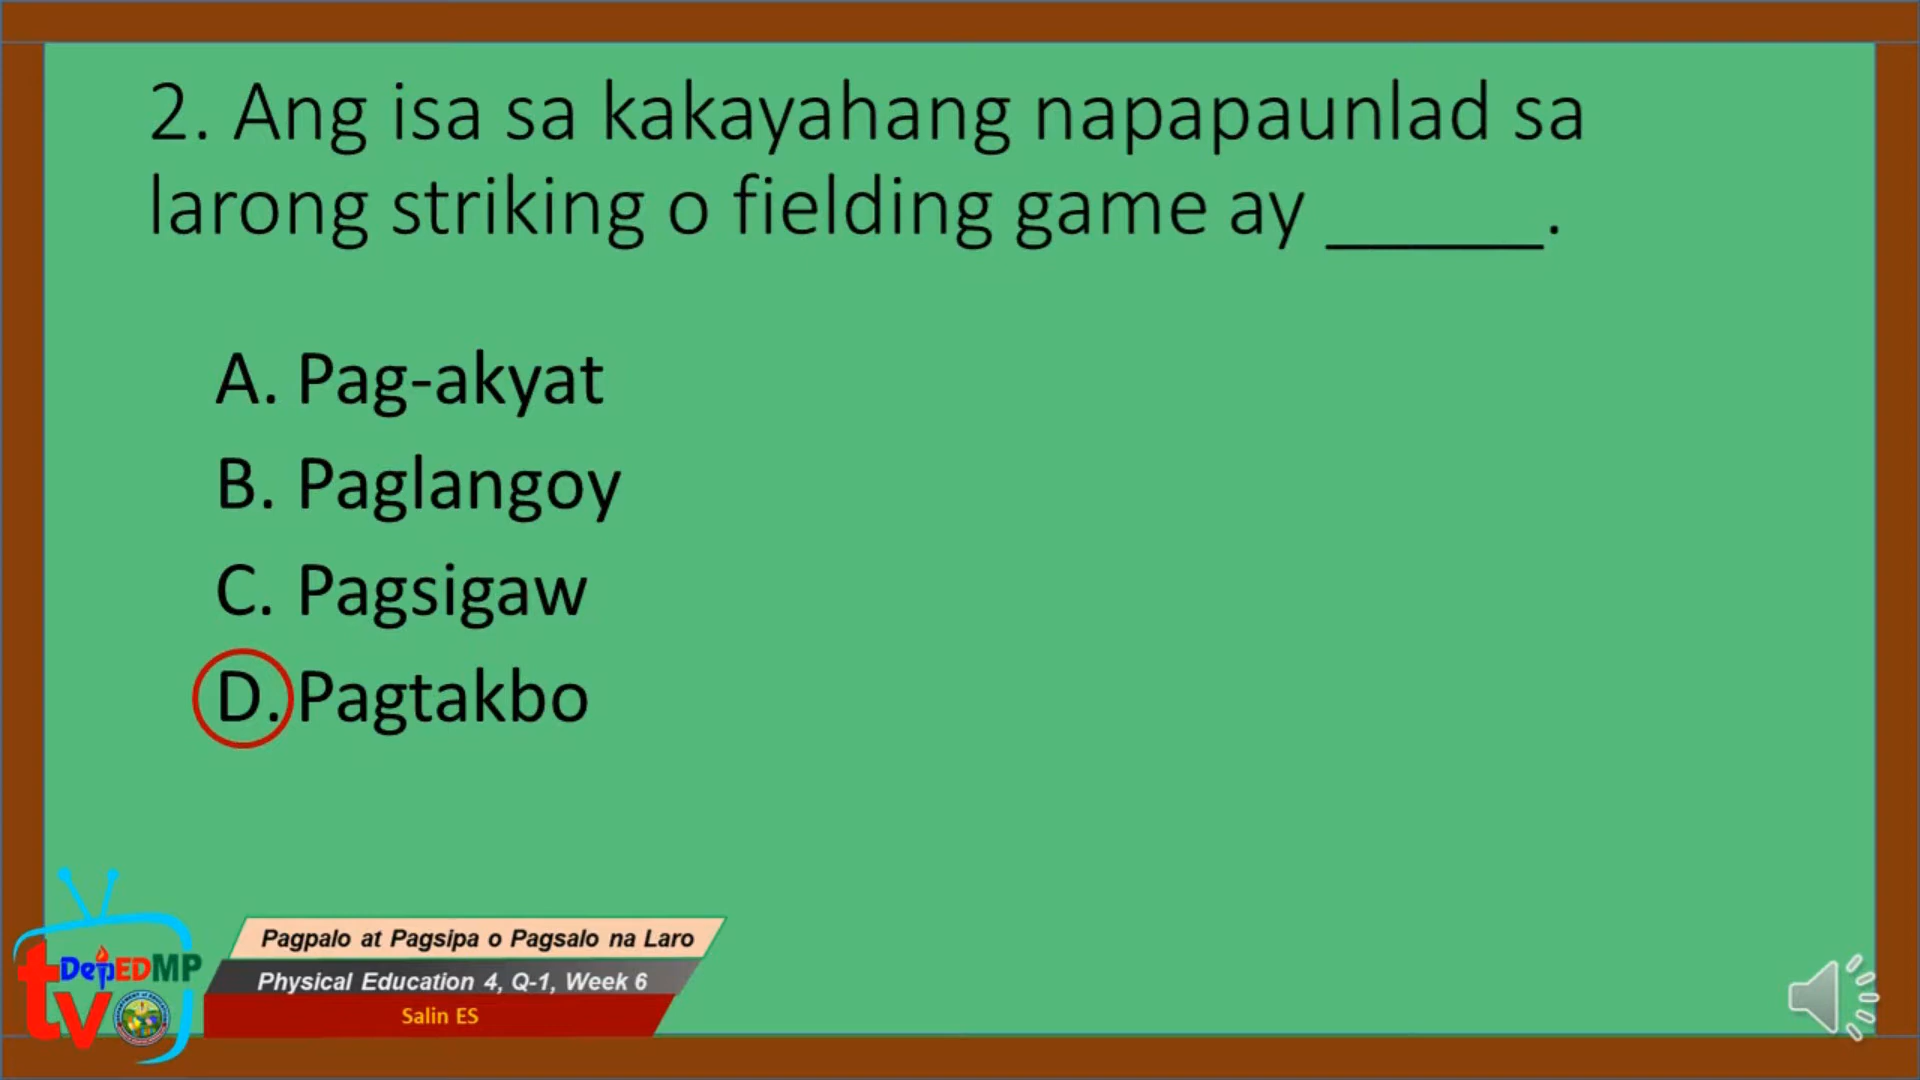 2. Ang isa sa kakayahang napapaunlad sa
larong striking o fielding game ay ______.
A. Pag-akyat
B. Paglangoy
C. Pagsigaw
D. Pagtakbo
Pagpalo at Pagsipa o Pagsalo na Laro
Physical Education 4, Q-1, Week 6
Salin ES
DepEDMP
tv